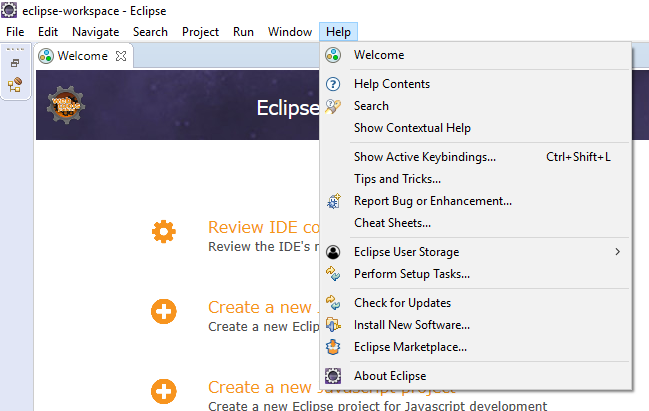 eclipse-workspace - Eclipse
File Edit Navigate Search Project Run Window Help
Welcome
Eclipse
Welcome
Help Contents
Search
Show Contextual Help
Show Active Keybindings... Ctrl+Shift+L
Tips and Tricks...
Report Bug or Enhancement...
Cheat Sheets...
Eclipse User Storage
Perform Setup Tasks...
Check for Updates
Install New Software...
Eclipse Marketplace...
About Eclipse
Review IDE co
Review the IDE's
Create a new
Create a new Eclip
Create a new Javascript project
Create a new Eclipse project for Javascript development